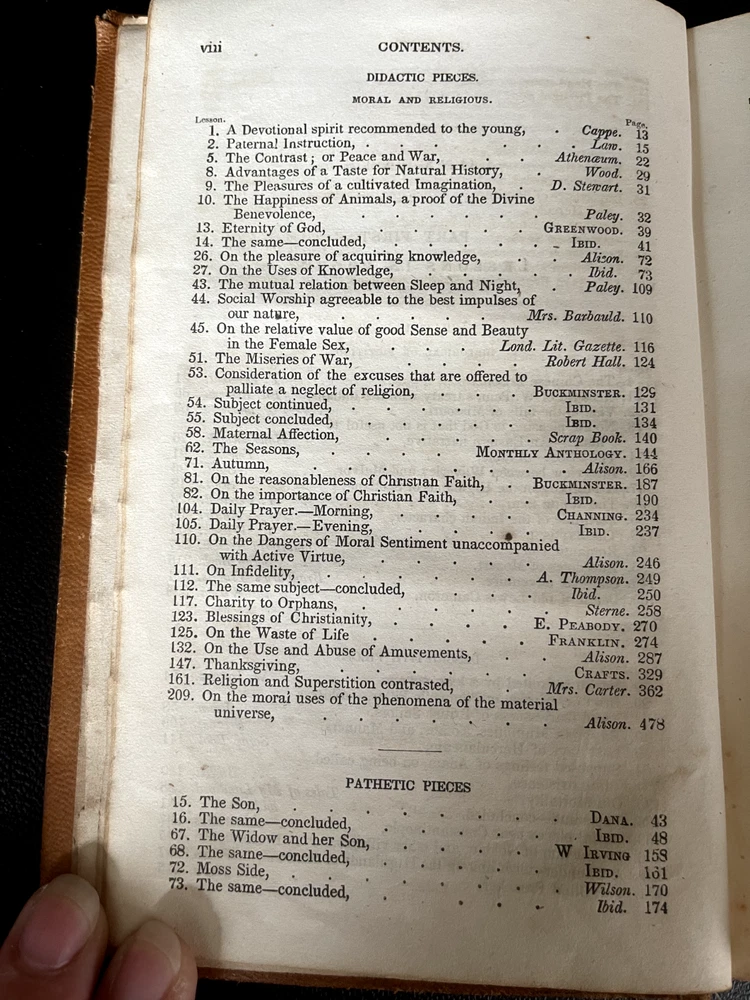 viii CONTENTS.
DIDACTIC PIECES.
MORAL AND RELIGIOUS.
Lesson. Page.
1. A Devotional spirit recommended to the young, . Cappe. 13
2. Paternal Instruction, . . . . . . Law. 15
5. The Contrast; or Peace and War, . . Athenæum. 22
8. Advantages of a Taste for Natural History, . Wood. 29
9. The Pleasures of a cultivated Imagination, . D. Stewart. 31
10. The Happiness of Animals, a proof of the Divine
Benevolence, . . . . . . Paley. 32
13. Eternity of God, . . . . . GREENWOOD. 39
14. The same—concluded, . . . . . IBID. 41
26. On the pleasure of acquiring knowledge, . . Alison. 72
27. On the Uses of Knowledge, . . . . . Ibid. 73
43. The mutual relation between Sleep and Night, . Paley. 109
44. Social Worship agreeable to the best impulses of
our nature, . . . . . Mrs. Barbauld. 110
45. On the relative value of good Sense and Beauty
in the Female Sex, . . . Lond. Lit. Gazette. 116
51. The Miseries of War, . . . . Robert Hall. 124
53. Consideration of the excuses that are offered to
palliate a neglect of religion, . . . BUCKMINSTER. 129
54. Subject continued, . . . . . . IBID. 131
55. Subject concluded, . . . . . . IBID. 134
58. Maternal Affection, . . . . . Scrap Book. 140
62. The Seasons, . . . . MONTHLY ANTHOLOGY. 144
71. Autumn, . . . . . . . Alison. 166
81. On the reasonableness of Christian Faith, . BUCKMINSTER. 187
82. On the importance of Christian Faith, . . IBID. 190
104. Daily Prayer.—Morning, . . . . CHANNING. 234
105. Daily Prayer.—Evening, . . . . . IBID. 237
110. On the Dangers of Moral Sentiment unaccompanied
with Active Virtue, . . . . . Alison. 246
111. On Infidelity, . . . . . . A. Thompson. 249
112. The same subject—concluded, . . . . Ibid. 250
117. Charity to Orphans, . . . . . Sterne. 258
123. Blessings of Christianity, . . . . E. PEABODY. 270
125. On the Waste of Life . . . . . FRANKLIN. 274
132. On the Use and Abuse of Amusements, . . Alison. 287
147. Thanksgiving, . . . . . . CRAFTS. 329
161. Religion and Superstition contrasted, . Mrs. Carter. 362
209. On the moral uses of the phenomena of the material
universe, . . . . . . . Alison. 478
PATHETIC PIECES
15. The Son, . . . . . . . DANA. 43
16. The same—concluded, . . . . . IBID. 48
67. The Widow and her Son, . . . . W IRVING 158
68. The same—concluded, . . . . . IBID. 161
72. Moss Side, . . . . . . . Wilson. 170
73. The same—concluded, . . . . . Ibid. 174